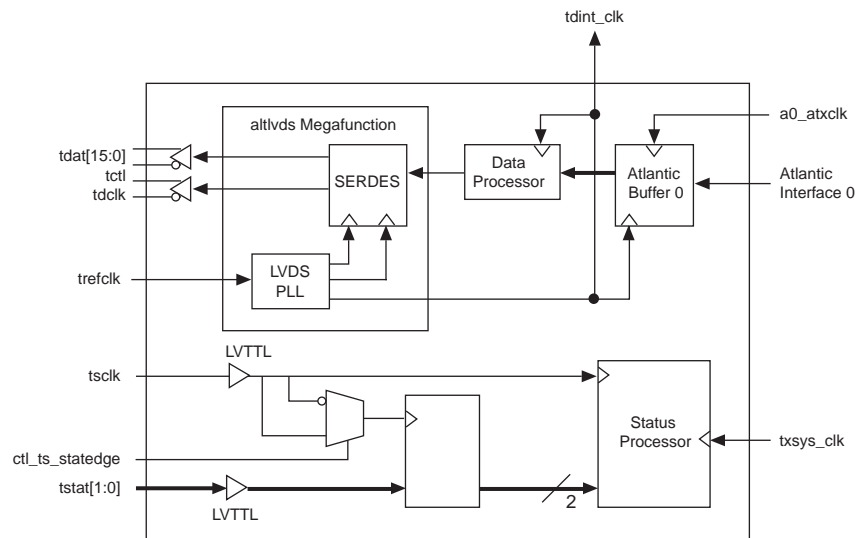 tdint_clk
altlvds Megafunction
a0_atxclk
tdat[15:0]
tctl
tdclk
SERDES
Data
Processor
Atlantic
Buffer 0
Atlantic
Interface 0
trefclk
LVDS
PLL
LVTTL
tsclk
Status
Processor
txsys_clk
ctl_ts_statedge
tstat[1:0]
LVTTL
2